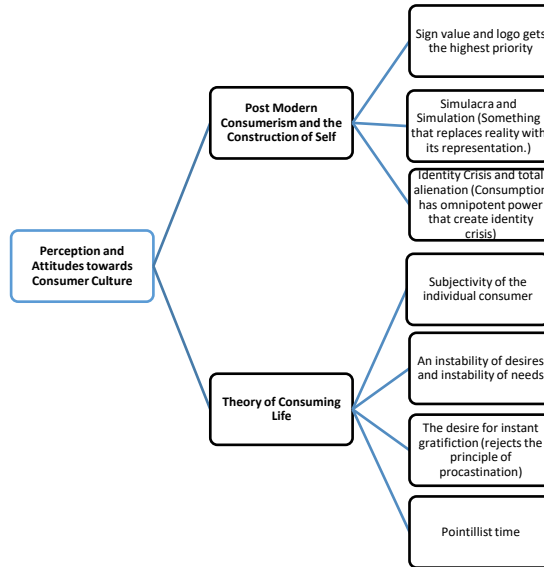 Sign value and logo gets
the highest priority
Post Modern
Consumerism and the
Construction of Self
Simulacra and
Simulation (Something
that replaces reality with
its representation.)
Identity Crisis and total
alienation (Consumption
has omnipotent power
that create identity
crisis)
Perception and
Attitudes towards
Consumer Culture
Subjectivity of the
individual consumer
An instability of desires
and instability of needs
Theory of Consuming
Life
The desire for instant
gratifiction (rejects the
principle of
procastination)
Pointillist time